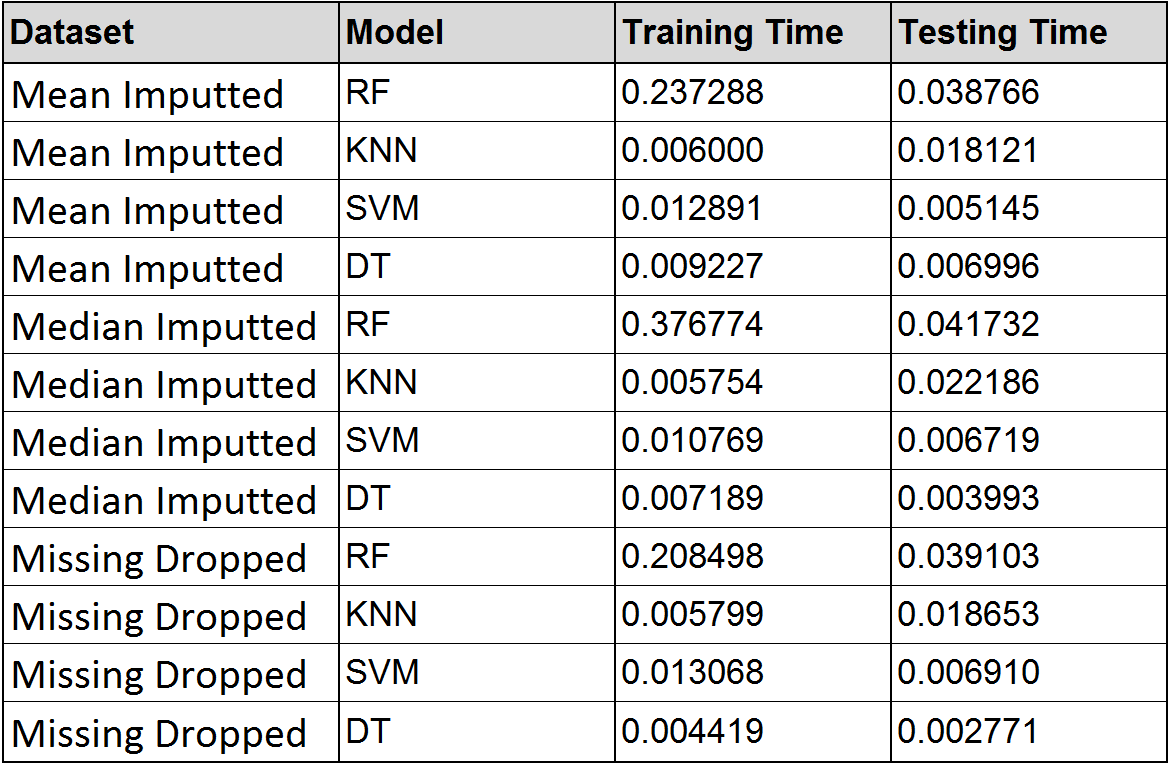 Dataset Model Training Time Testing Time
Mean Imputted RF 0.237288 0.038766
Mean Imputted KNN 0.006000 0.018121
Mean Imputted SVM 0.012891 0.005145
Mean Imputted DT 0.009227 0.006996
Median Imputted RF 0.376774 0.041732
Median Imputted KNN 0.005754 0.022186
Median Imputted SVM 0.010769 0.006719
Median Imputted DT 0.007189 0.003993
Missing Dropped RF 0.208498 0.039103
Missing Dropped KNN 0.005799 0.018653
Missing Dropped SVM 0.013068 0.006910
Missing Dropped DT 0.004419 0.002771